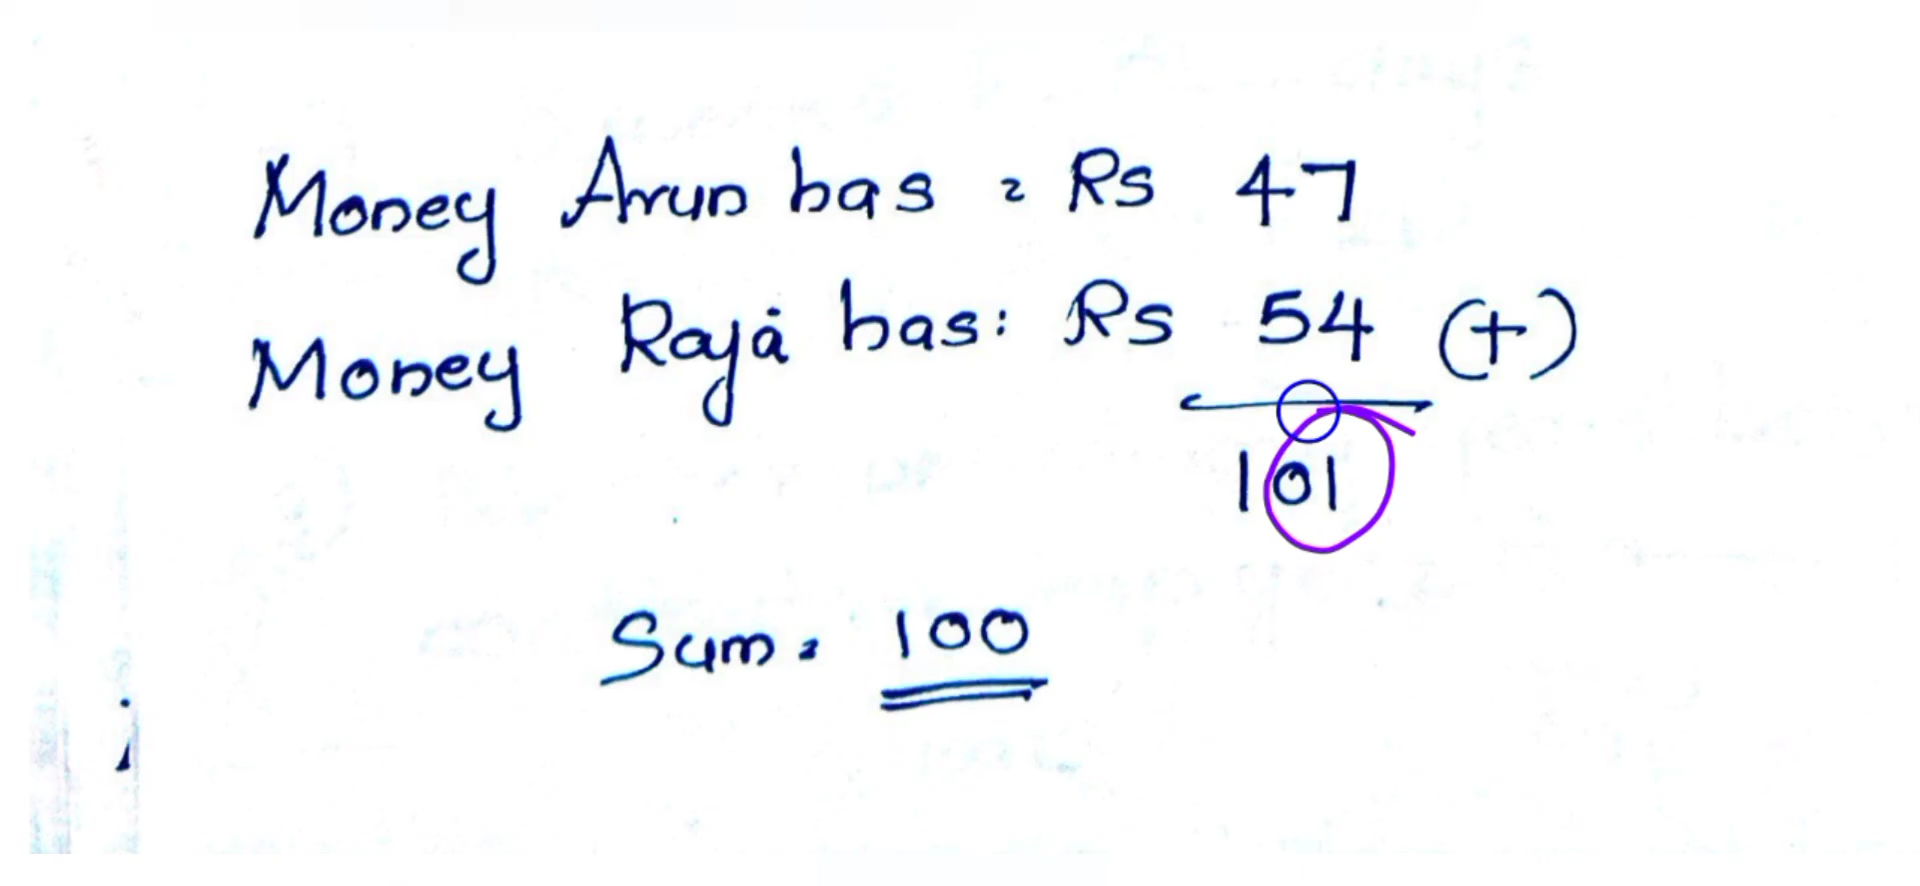 Money Arun has = Rs 47
Money Raja has = Rs 54 (+)
101
Sum = 100